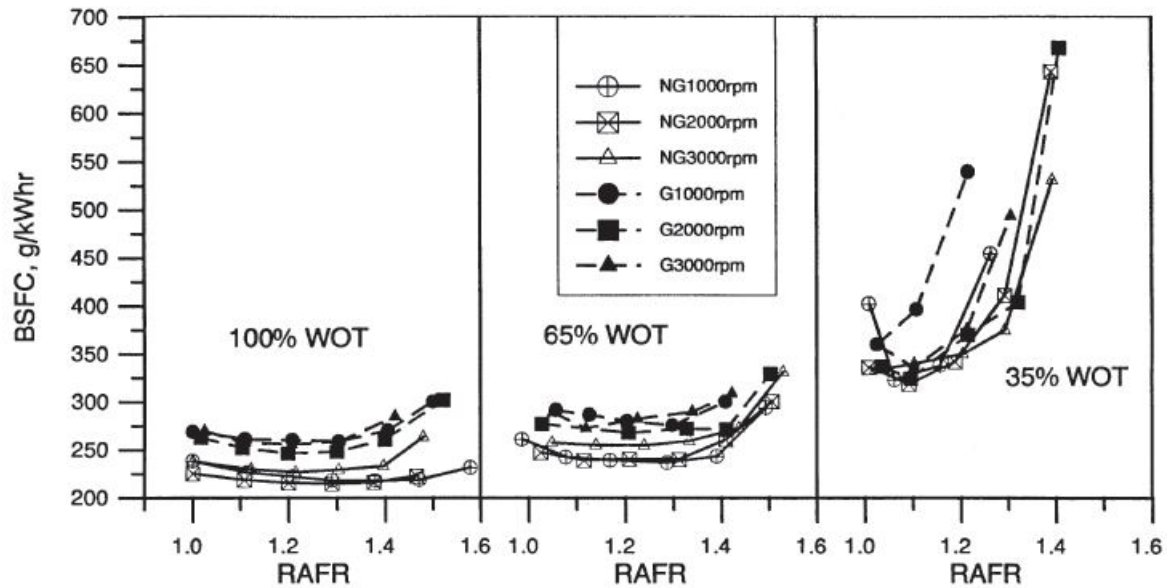 BSFC, g/kWhr
700
650
600
550
500
450
400
350
300
250
200
NG1000rpm
NG2000rpm
NG3000rpm
G1000rpm
G2000rpm
G3000rpm
100% WOT
65% WOT
35% WOT
1.0 1.2 1.4 1.6
1.0 1.2 1.4 1.6
1.0 1.2 1.4 1.6
RAFR RAFR RAFR